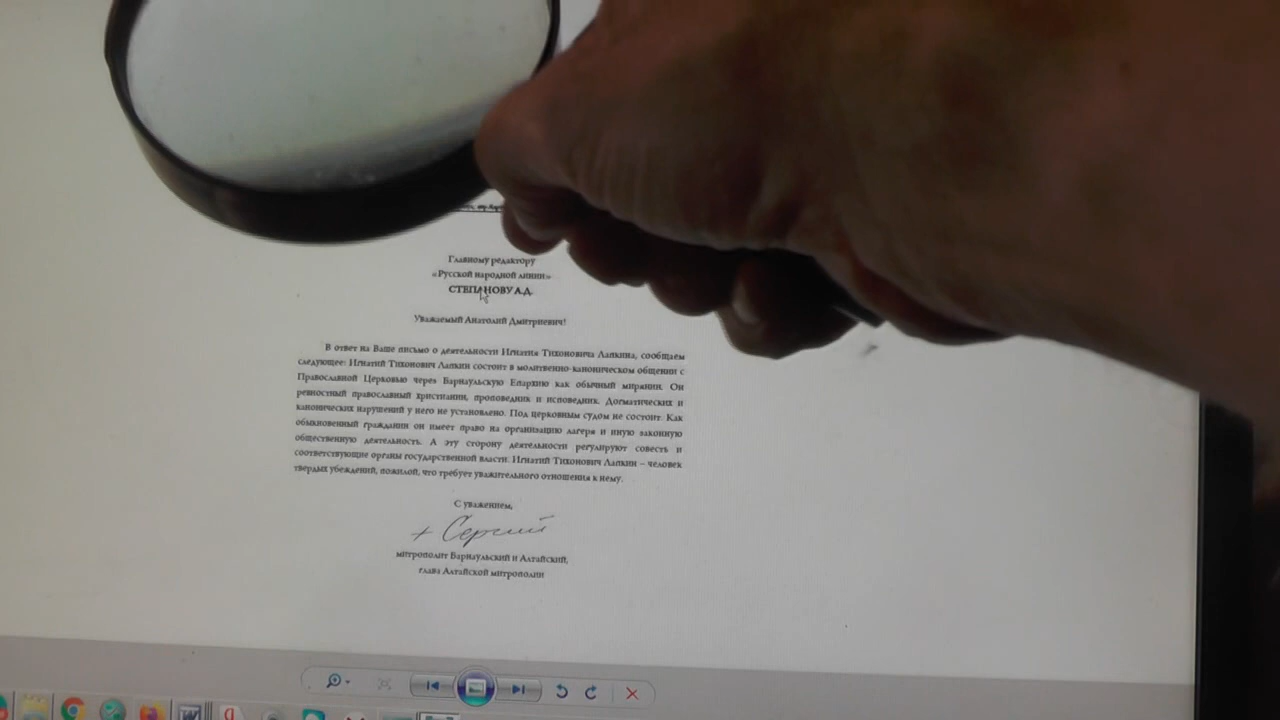 Главному редактору
«Русской народной линии»
СТЕПАНОВУ А.Д.
Уважаемый Анатолий Дмитриевич!
В ответ на Ваше письмо о деятельности Игнатия Тихоновича Лапкина, сообщаем
следующее: Игнатий Тихонович Лапкин состоит в молитвенно-каноническом общении с
Православной Церковью через Барнаульскую Епархию как обычный мирянин. Он
ревностный православный христианин, проповедник и исповедник. Догматических и
канонических нарушений у него не установлено. Под церковным судом не состоит. Как
обыкновенный гражданин он имеет право на организацию лагеря и иную законную
общественную деятельность. А эту сторону деятельности регулируют совесть и
соответствующие органы государственной власти. Игнатий Тихонович Лапкин – человек
твердых убеждений, пожилой, что требует уважительного отношения к нему.
С уважением,
+ Сергий
митрополит Барнаульский и Алтайский,
глава Алтайской митрополии